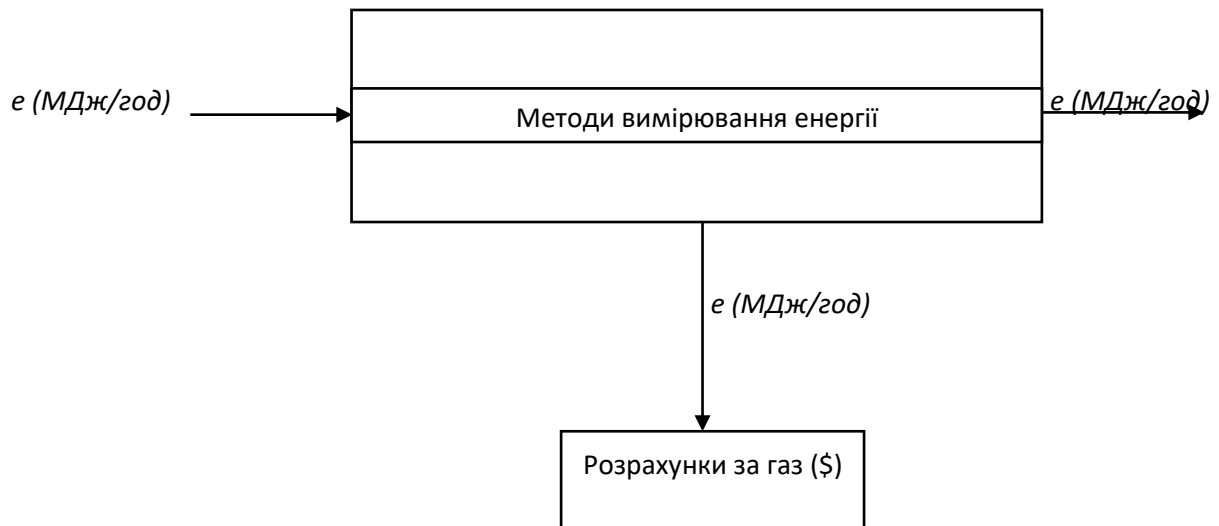 е (МДж/год)
Методи вимірювання енергії
е (МДж/год)
е (МДж/год)
Розрахунки за газ ($)